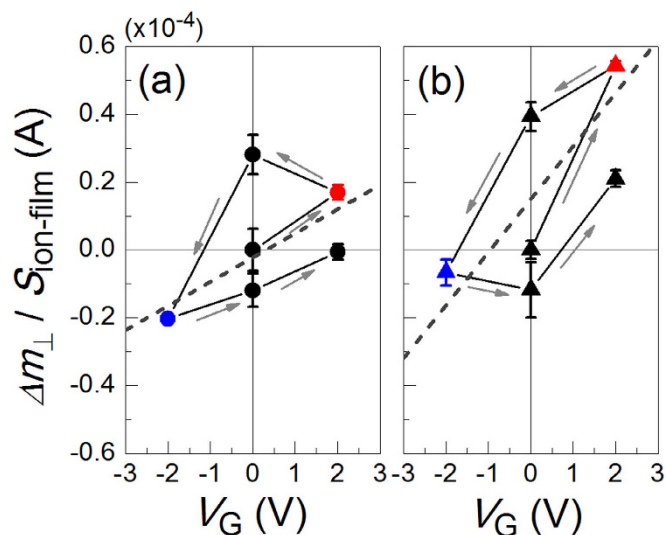 (x10⁻⁴)
0.6
0.4
0.2
0.0
-0.2
-0.4
-0.6
Δm⊥ / Sion-film (A)
(a)
(b)
-3 -2 -1 0 1 2 3
-3 -2 -1 0 1 2 3
VG (V)
VG (V)